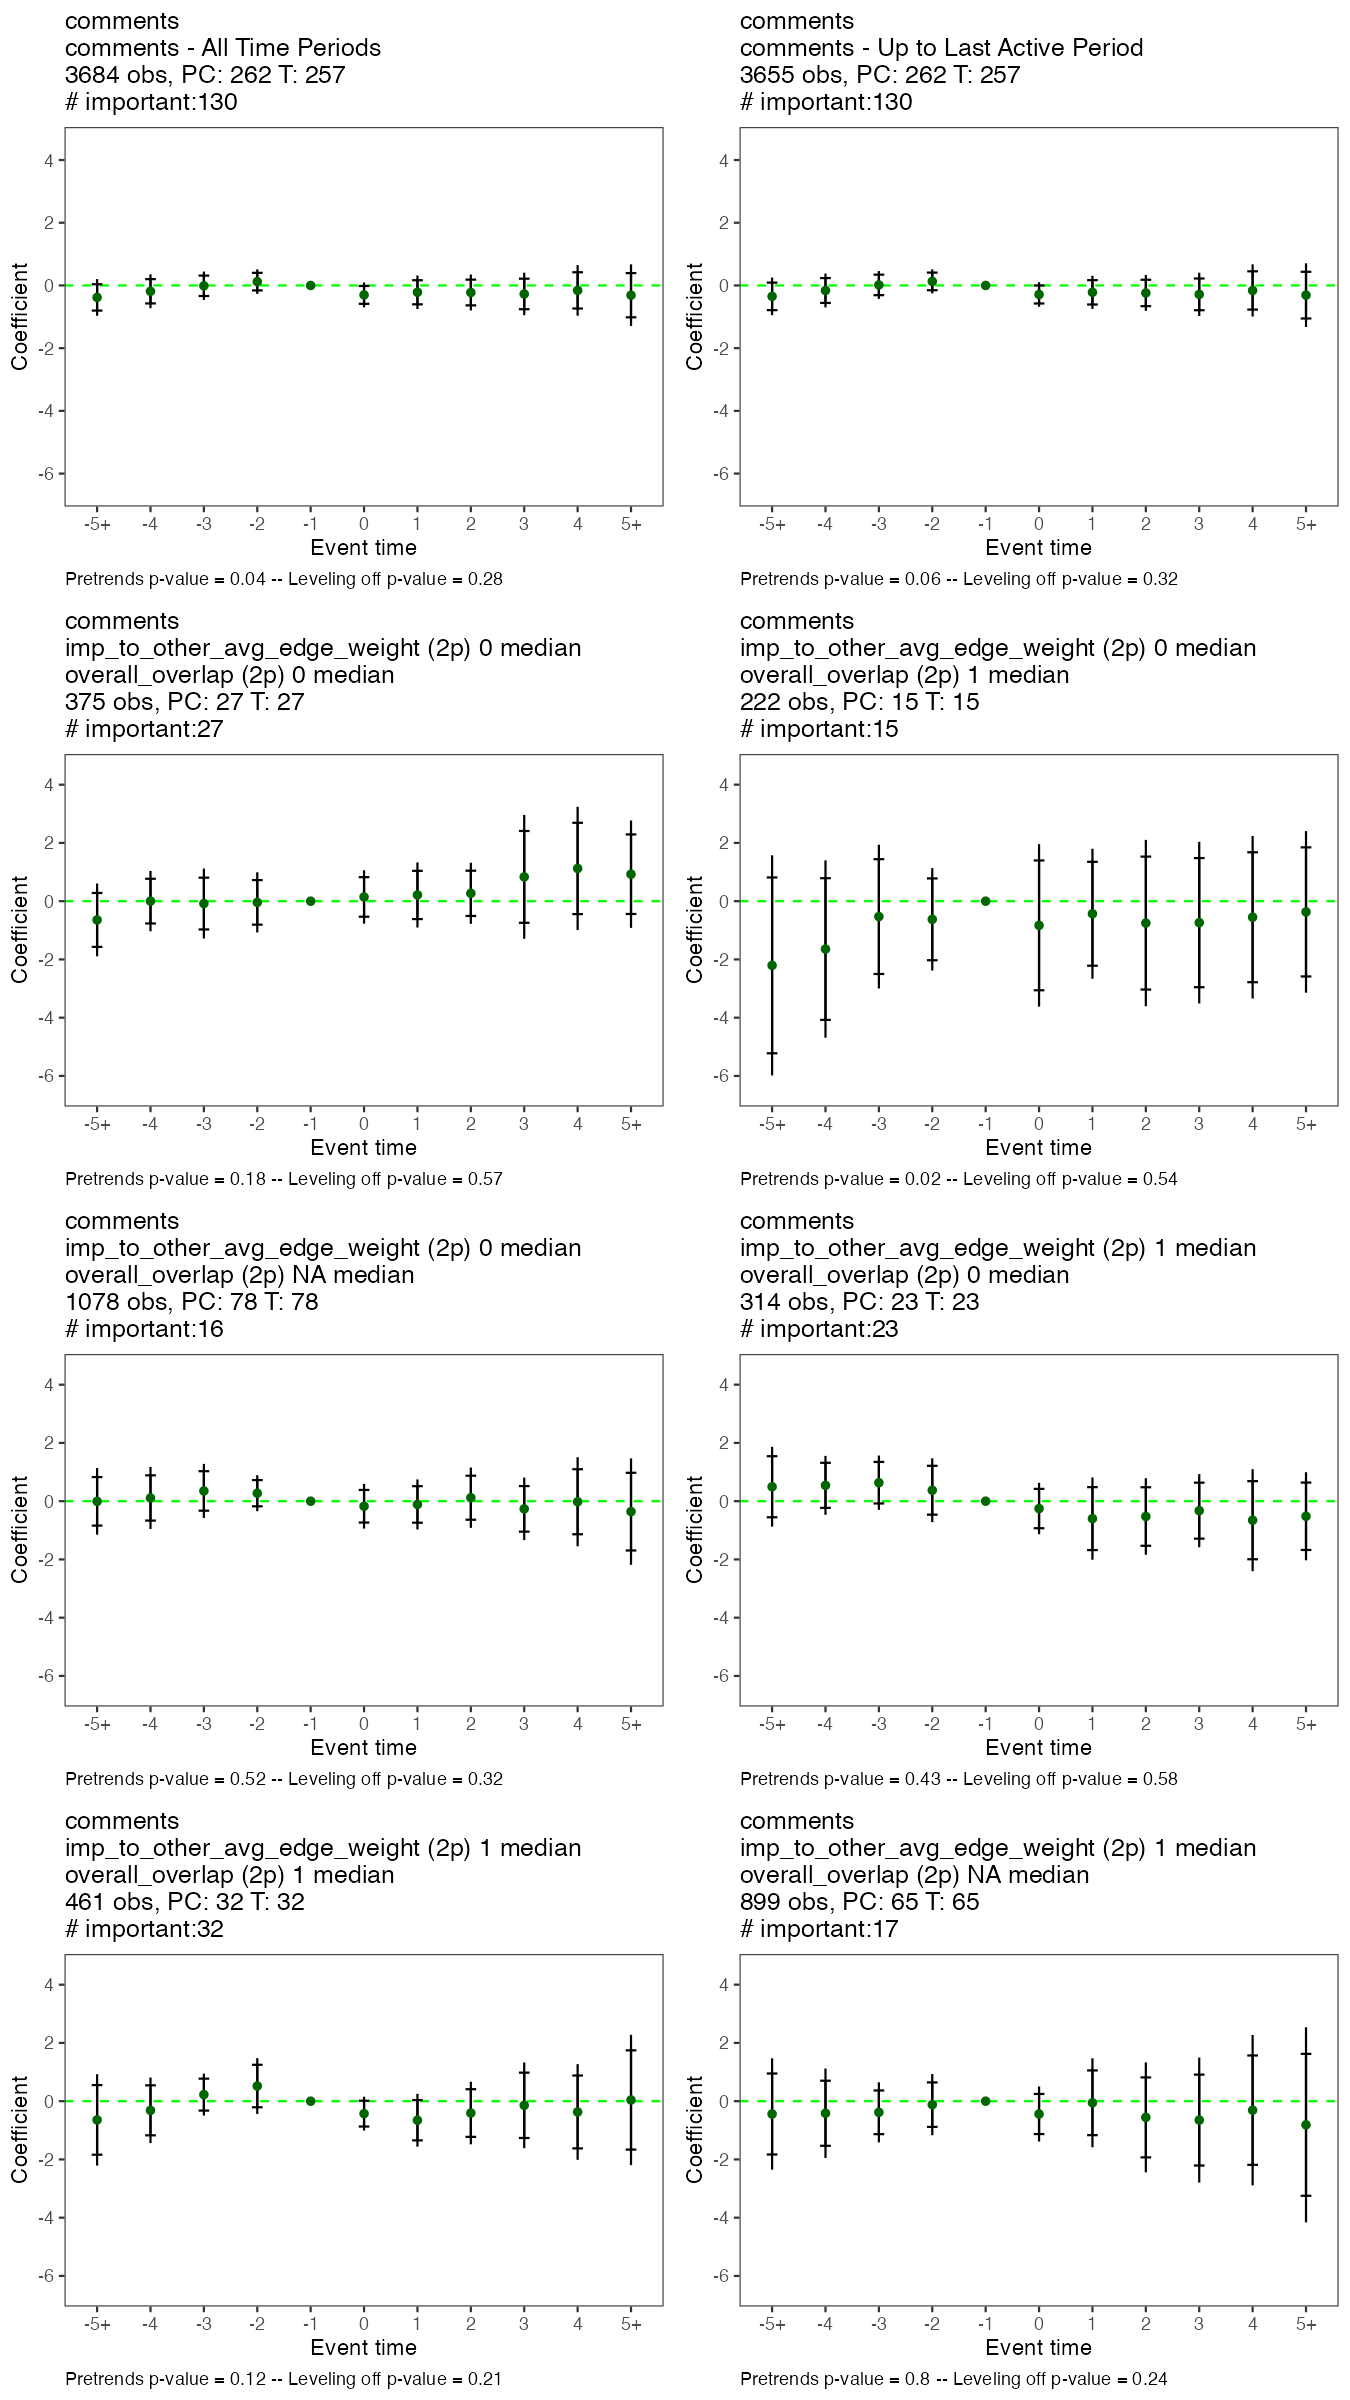 comments
comments - All Time Periods
3684 obs, PC: 262 T: 257
# important:130
4
2
0
-2
-4
-6
Coefficient
-5+ -4 -3 -2 -1 0 1 2 3 4 5+
Event time
Pretrends p-value = 0.04 -- Leveling off p-value = 0.28
comments
comments - Up to Last Active Period
3655 obs, PC: 262 T: 257
# important:130
4
2
0
-2
-4
-6
Coefficient
-5+ -4 -3 -2 -1 0 1 2 3 4 5+
Event time
Pretrends p-value = 0.06 -- Leveling off p-value = 0.32
comments
imp_to_other_avg_edge_weight (2p) 0 median
overall_overlap (2p) 0 median
375 obs, PC: 27 T: 27
# important:27
4
2
0
-2
-4
-6
Coefficient
-5+ -4 -3 -2 -1 0 1 2 3 4 5+
Event time
Pretrends p-value = 0.18 -- Leveling off p-value = 0.57
comments
imp_to_other_avg_edge_weight (2p) 0 median
overall_overlap (2p) 1 median
222 obs, PC: 15 T: 15
# important:15
4
2
0
-2
-4
-6
Coefficient
-5+ -4 -3 -2 -1 0 1 2 3 4 5+
Event time
Pretrends p-value = 0.02 -- Leveling off p-value = 0.54
comments
imp_to_other_avg_edge_weight (2p) 0 median
overall_overlap (2p) NA median
1078 obs, PC: 78 T: 78
# important:16
4
2
0
-2
-4
-6
Coefficient
-5+ -4 -3 -2 -1 0 1 2 3 4 5+
Event time
Pretrends p-value = 0.52 -- Leveling off p-value = 0.32
comments
imp_to_other_avg_edge_weight (2p) 1 median
overall_overlap (2p) 0 median
314 obs, PC: 23 T: 23
# important:23
4
2
0
-2
-4
-6
Coefficient
-5+ -4 -3 -2 -1 0 1 2 3 4 5+
Event time
Pretrends p-value = 0.43 -- Leveling off p-value = 0.58
comments
imp_to_other_avg_edge_weight (2p) 1 median
overall_overlap (2p) 1 median
461 obs, PC: 32 T: 32
# important:32
4
2
0
-2
-4
-6
Coefficient
-5+ -4 -3 -2 -1 0 1 2 3 4 5+
Event time
Pretrends p-value = 0.12 -- Leveling off p-value = 0.21
comments
imp_to_other_avg_edge_weight (2p) 1 median
overall_overlap (2p) NA median
899 obs, PC: 65 T: 65
# important:17
4
2
0
-2
-4
-6
Coefficient
-5+ -4 -3 -2 -1 0 1 2 3 4 5+
Event time
Pretrends p-value = 0.8 -- Leveling off p-value = 0.24